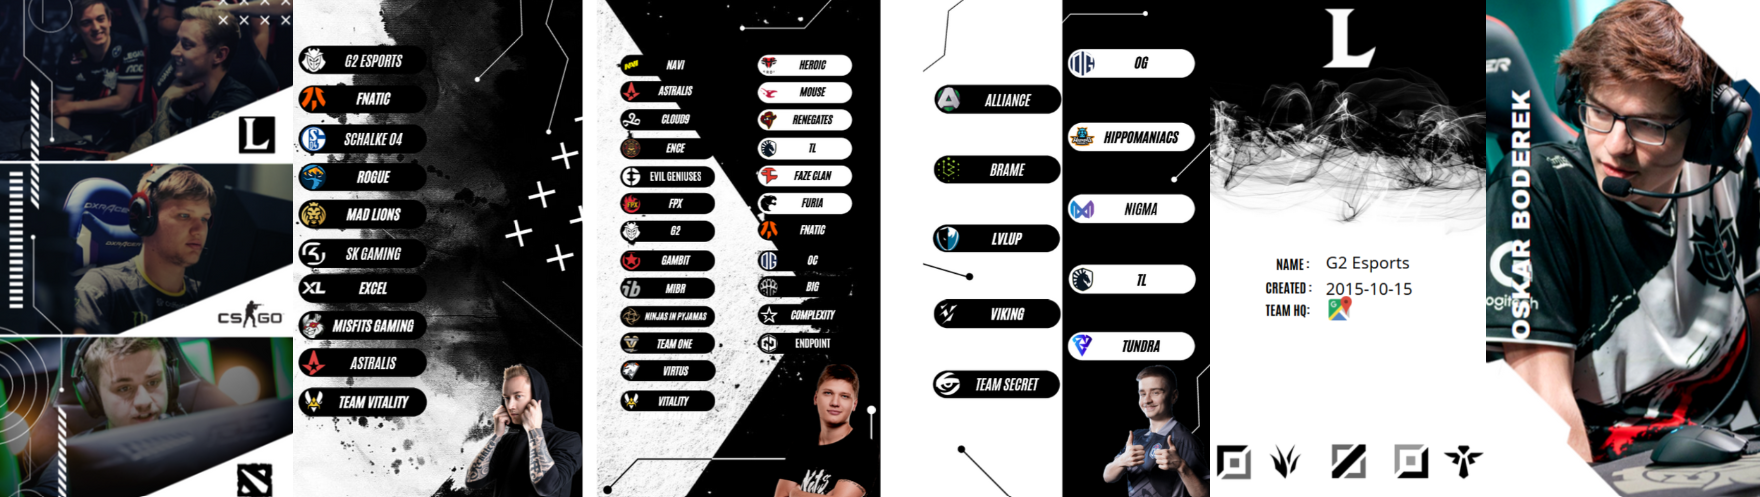 L
CS GO
G2 ESPORTS
FNATIC
SCHALKE 04
ROGUE
MAD LIONS
SK GAMING
XL EXCEL
MISFITS GAMING
ASTRALIS
TEAM VITALITY
NAVI
ASTRALIS
CLOUD9
ENCE
EVIL GENIUSES
FPX
G2
GAMBIT
MIBR
NINJAS IN PYJAMAS
TEAM ONE
VIRTUS
VITALITY
HEROIC
MOUSE
RENEGATES
TL
FAZE CLAN
FURIA
FNATIC
OC
BIG
COMPLEXITY
ENDPOINT
ALLIANCE
BRAME
LVLUP
VIKING
TEAM SECRET
OG
HIPPOMANIACS
NIGMA
TL
TUNDRA
L
NAME: G2 Esports
CREATED: 2015-10-15
TEAM HQ:
OSKAR BODEREK